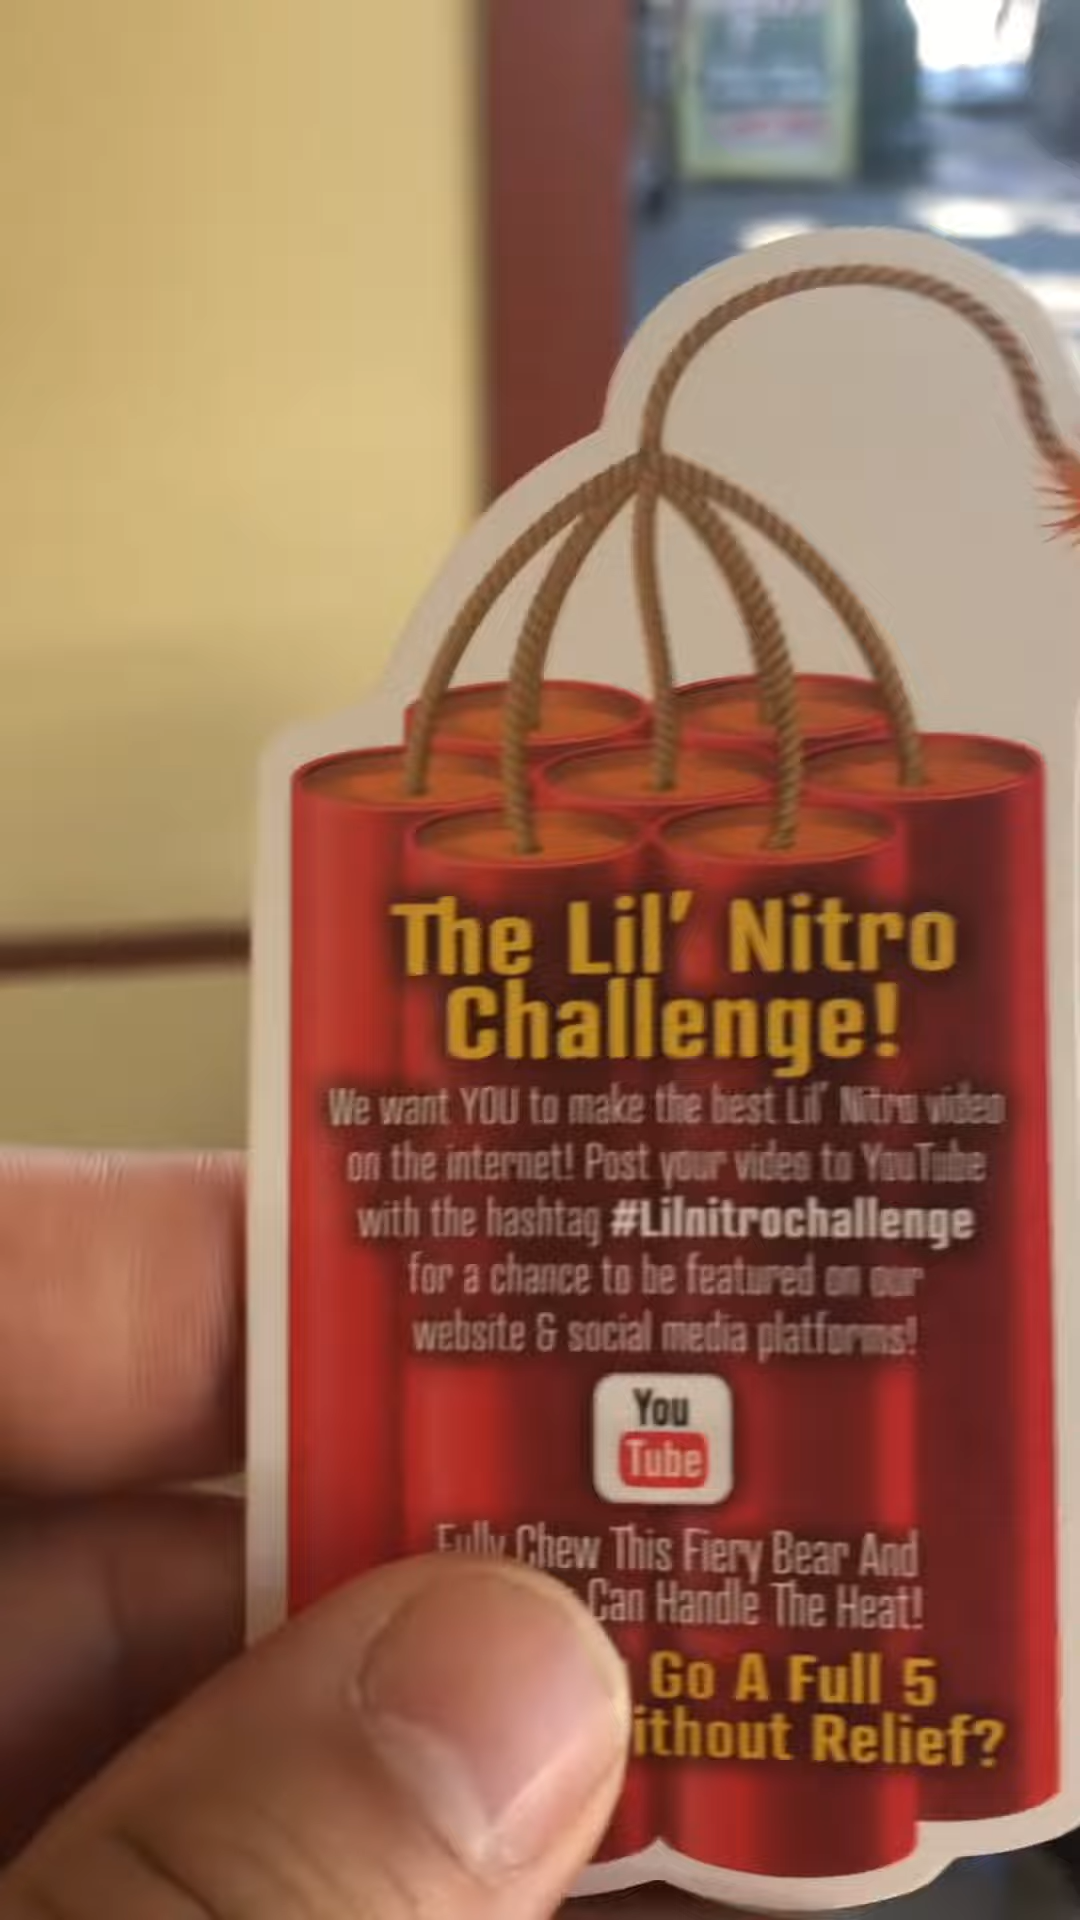 The Lil' Nitro
Challenge!
We want YOU to make the best Lil' Nitro video
on the internet! Post your video to YouTube
with the hashtag #Lilnitrochallenge
for a chance to be featured on our
website & social media platforms!
You
Tube
Fully Chew This Fiery Bear And
Can Handle The Heat!
Go A Full 5
ithout Relief?